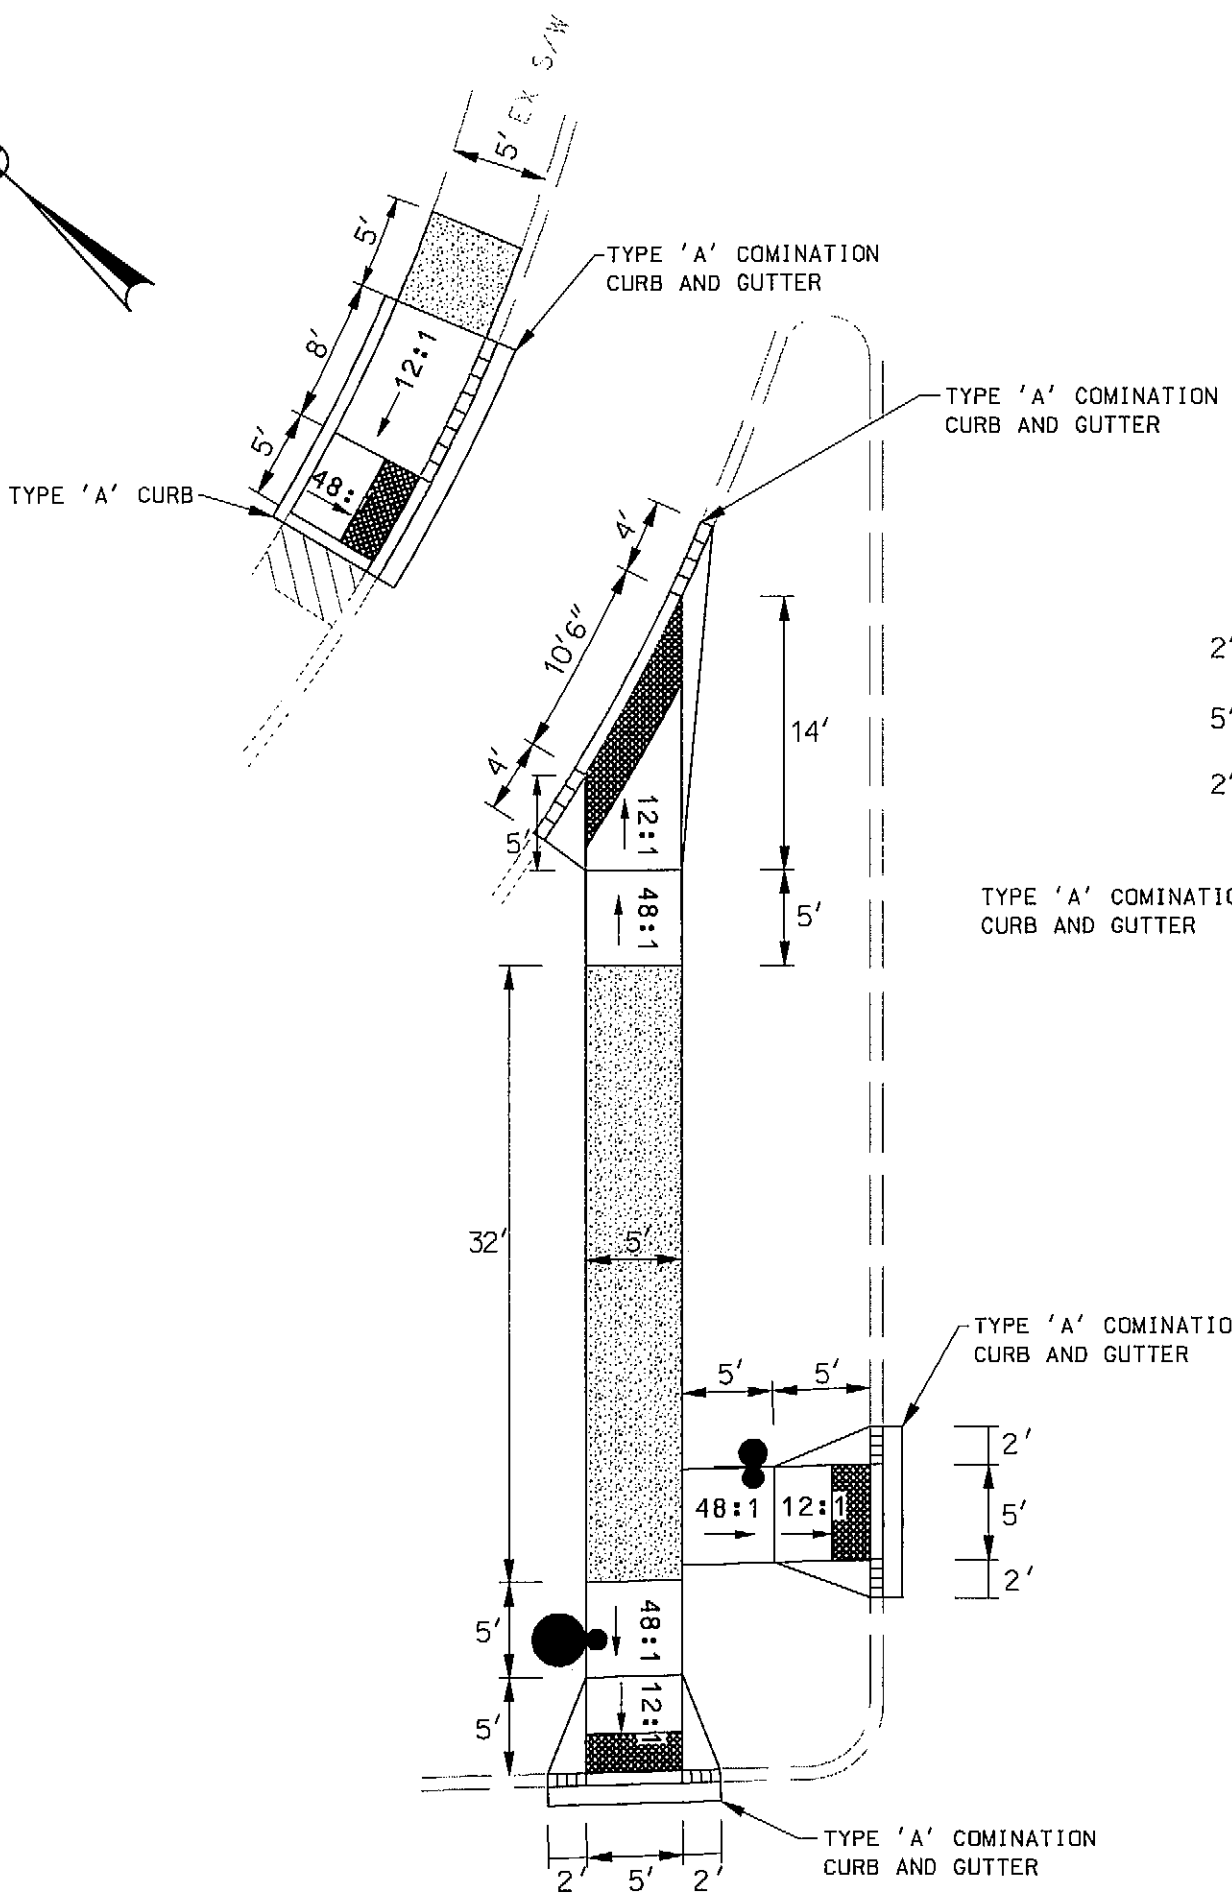 5' EX S/W
5'
8'
5'
12:1
48:
TYPE 'A' CURB
TYPE 'A' COMINATION
CURB AND GUTTER
TYPE 'A' COMINATION
CURB AND GUTTER
4'
10'6"
4'
5'
14'
12:1
48:1
5'
2'
5'
2'
TYPE 'A' COMINATIO
CURB AND GUTTER
32'
5'
TYPE 'A' COMINATIO
CURB AND GUTTER
5'
5'
2'
5'
2'
48:1
12:1
5'
48:1
5'
12:1
2'
5'
2'
TYPE 'A' COMINATION
CURB AND GUTTER